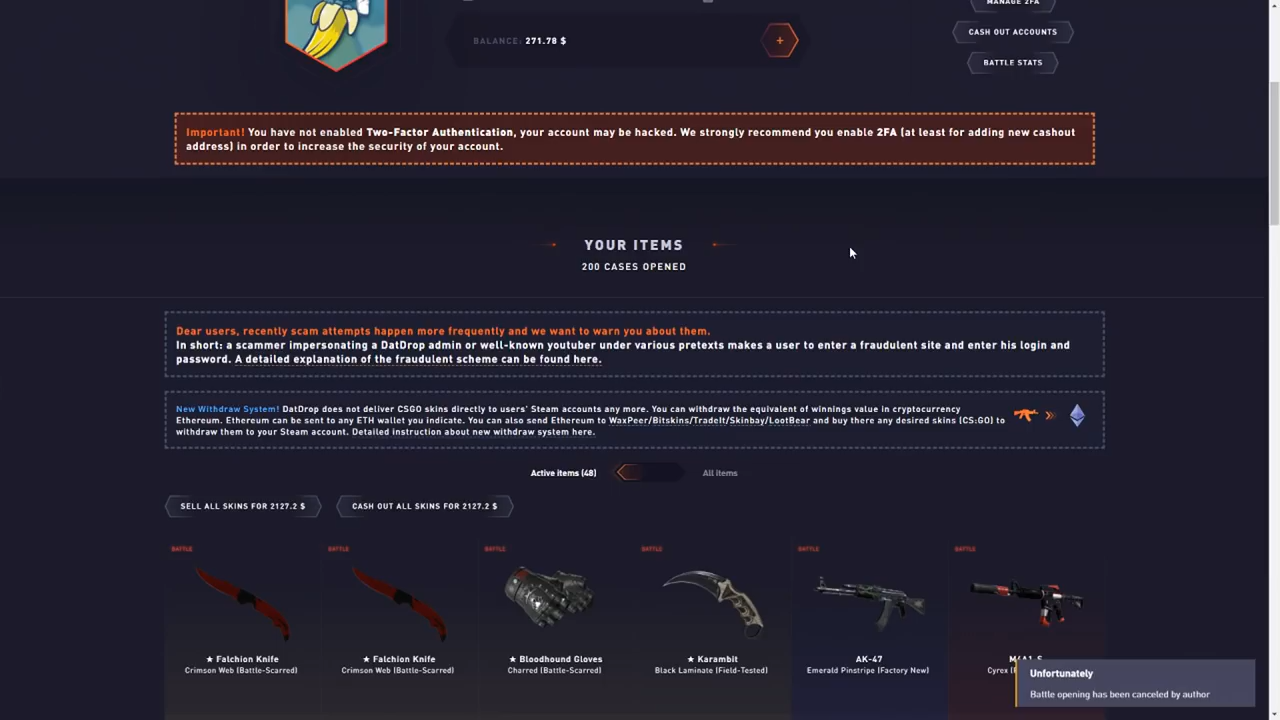 MANAGE 2FA
BALANCE: 271.78 $
+
CASH OUT ACCOUNTS
BATTLE STATS
Important! You have not enabled Two-Factor Authentication, your account may be hacked. We strongly recommend you enable 2FA (at least for adding new cashout
address) in order to increase the security of your account.
YOUR ITEMS
200 CASES OPENED
Dear users, recently scam attempts happen more frequently and we want to warn you about them.
In short: a scammer impersonating a DatDrop admin or well-known youtuber under various pretexts makes a user to enter a fraudulent site and enter his login and
password. A detailed explanation of the fraudulent scheme can be found here.
New Withdraw System! DatDrop does not deliver CSGO skins directly to users' Steam accounts any more. You can withdraw the equivalent of winnings value in cryptocurrency
Ethereum. Ethereum can be sent to any ETH wallet you indicate. You can also send Ethereum to WaxPeer/Bitskins/TradeIt/Skinbay/LootBear and buy there any desired skins (CS:GO) to
withdraw them to your Steam account. Detailed instruction about new withdraw system here.
Active items (48)
All items
SELL ALL SKINS FOR 2127.2 $
CASH OUT ALL SKINS FOR 2127.2 $
BATTLE BATTLE BATTLE BATTLE BATTLE BATTLE
★ Falchion Knife
Crimson Web (Battle-Scarred)
★ Falchion Knife
Crimson Web (Battle-Scarred)
★ Bloodhound Gloves
Charred (Battle-Scarred)
★ Karambit
Black Laminate (Field-Tested)
AK-47
Emerald Pinstripe (Factory New)
Cyrex
Unfortunately
Battle opening has been canceled by author